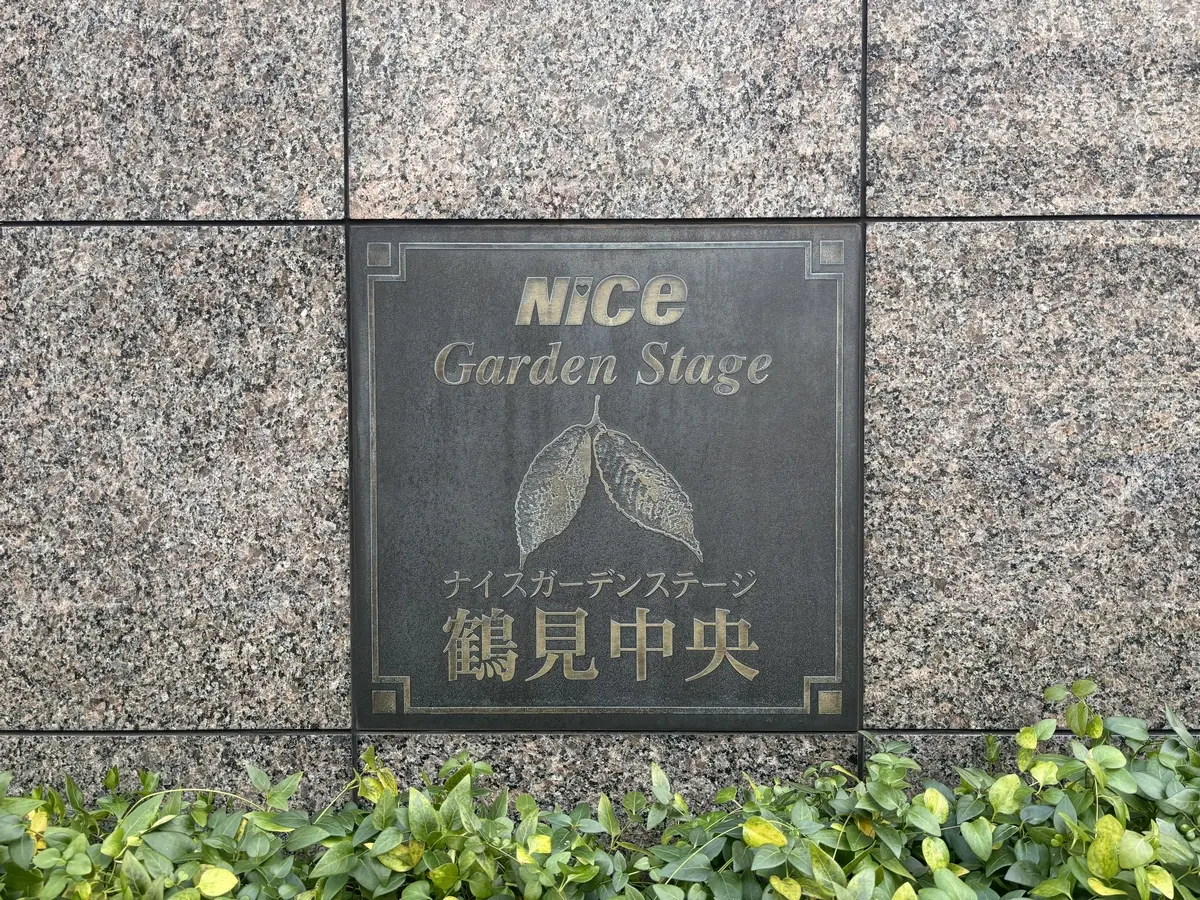 NiCe
Garden Stage
ナイスガーデンステージ
鶴見中央